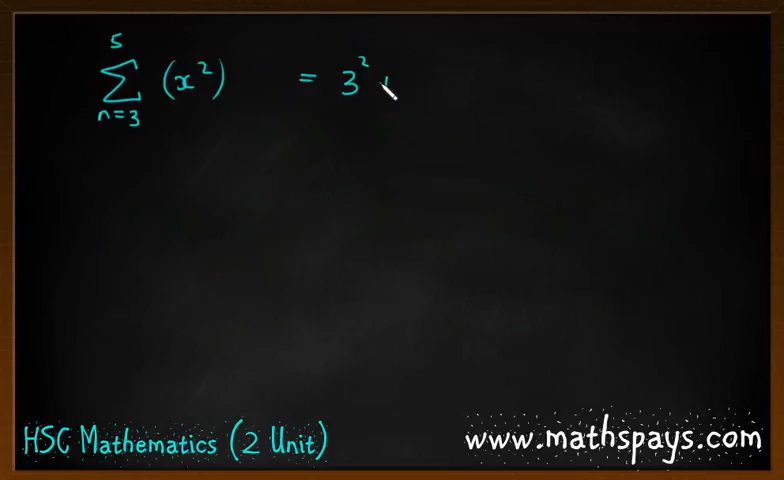 5
∑ (x²) = 3² +
n=3
HSC Mathematics (2 Unit)
www.mathspays.com